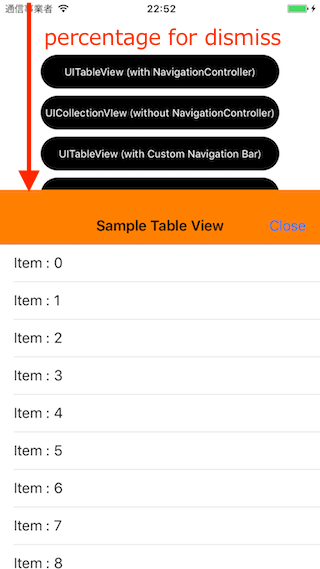 通信事業者 22:52
percentage for dismiss
UITableView (with NavigationController)
UICollectionVIew (without NavigationController)
UITableView (with Custom Navigation Bar)
Sample Table View Close
Item : 0
Item : 1
Item : 2
Item : 3
Item : 4
Item : 5
Item : 6
Item : 7
Item : 8